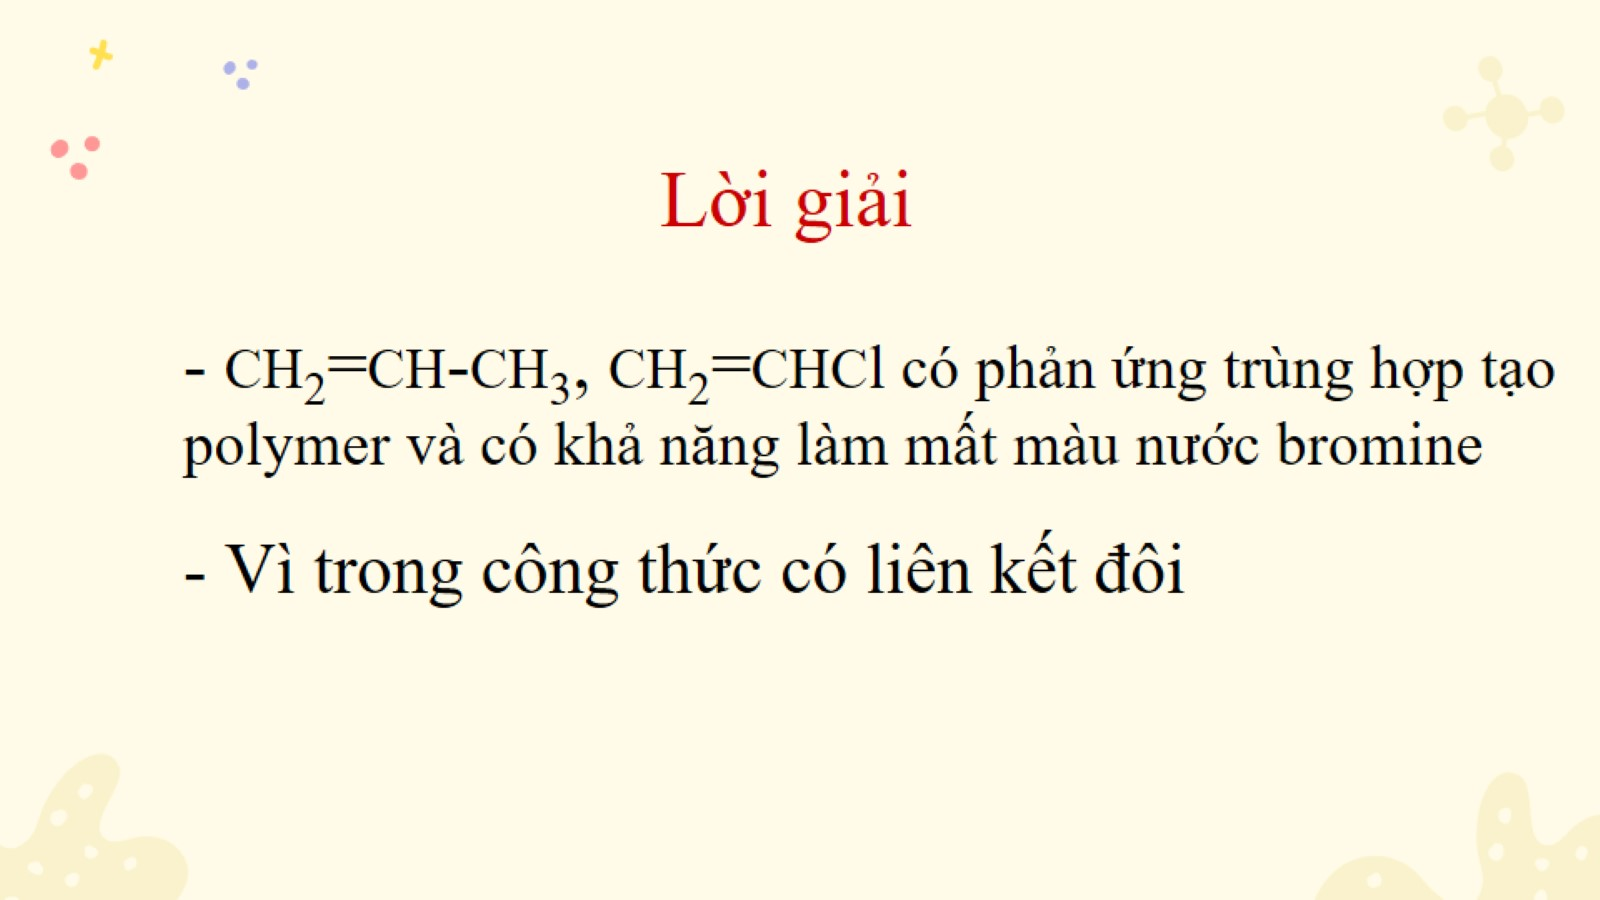 Lời giải
- CH₂=CH-CH₃, CH₂=CHCl có phản ứng trùng hợp tạo
polymer và có khả năng làm mất màu nước bromine
- Vì trong công thức có liên kết đôi